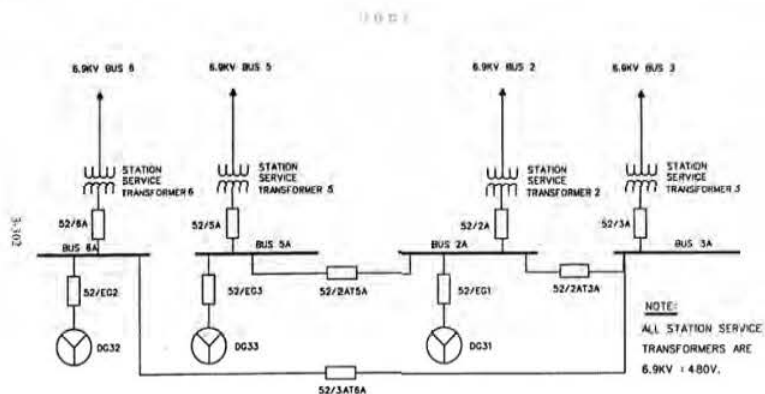 6.9KV BUS 6
6.9KV BUS 5
6.9KV BUS 2
6.9KV BUS 3
STATION
SERVICE
TRANSFORMER 6
STATION
SERVICE
TRANSFORMER 5
STATION
SERVICE
TRANSFORMER 2
STATION
SERVICE
TRANSFORMER 3
52/6A
52/5A
52/2A
52/3A
3-302
BUS 6A
BUS 5A
BUS 2A
BUS 3A
52/2AT5A
52/2AT3A
52/EG2
52/EG3
52/EG1
DG32
DG33
DG31
52/3AT6A
NOTE:
ALL STATION SERVICE
TRANSFORMERS ARE
6.9KV : 480V.